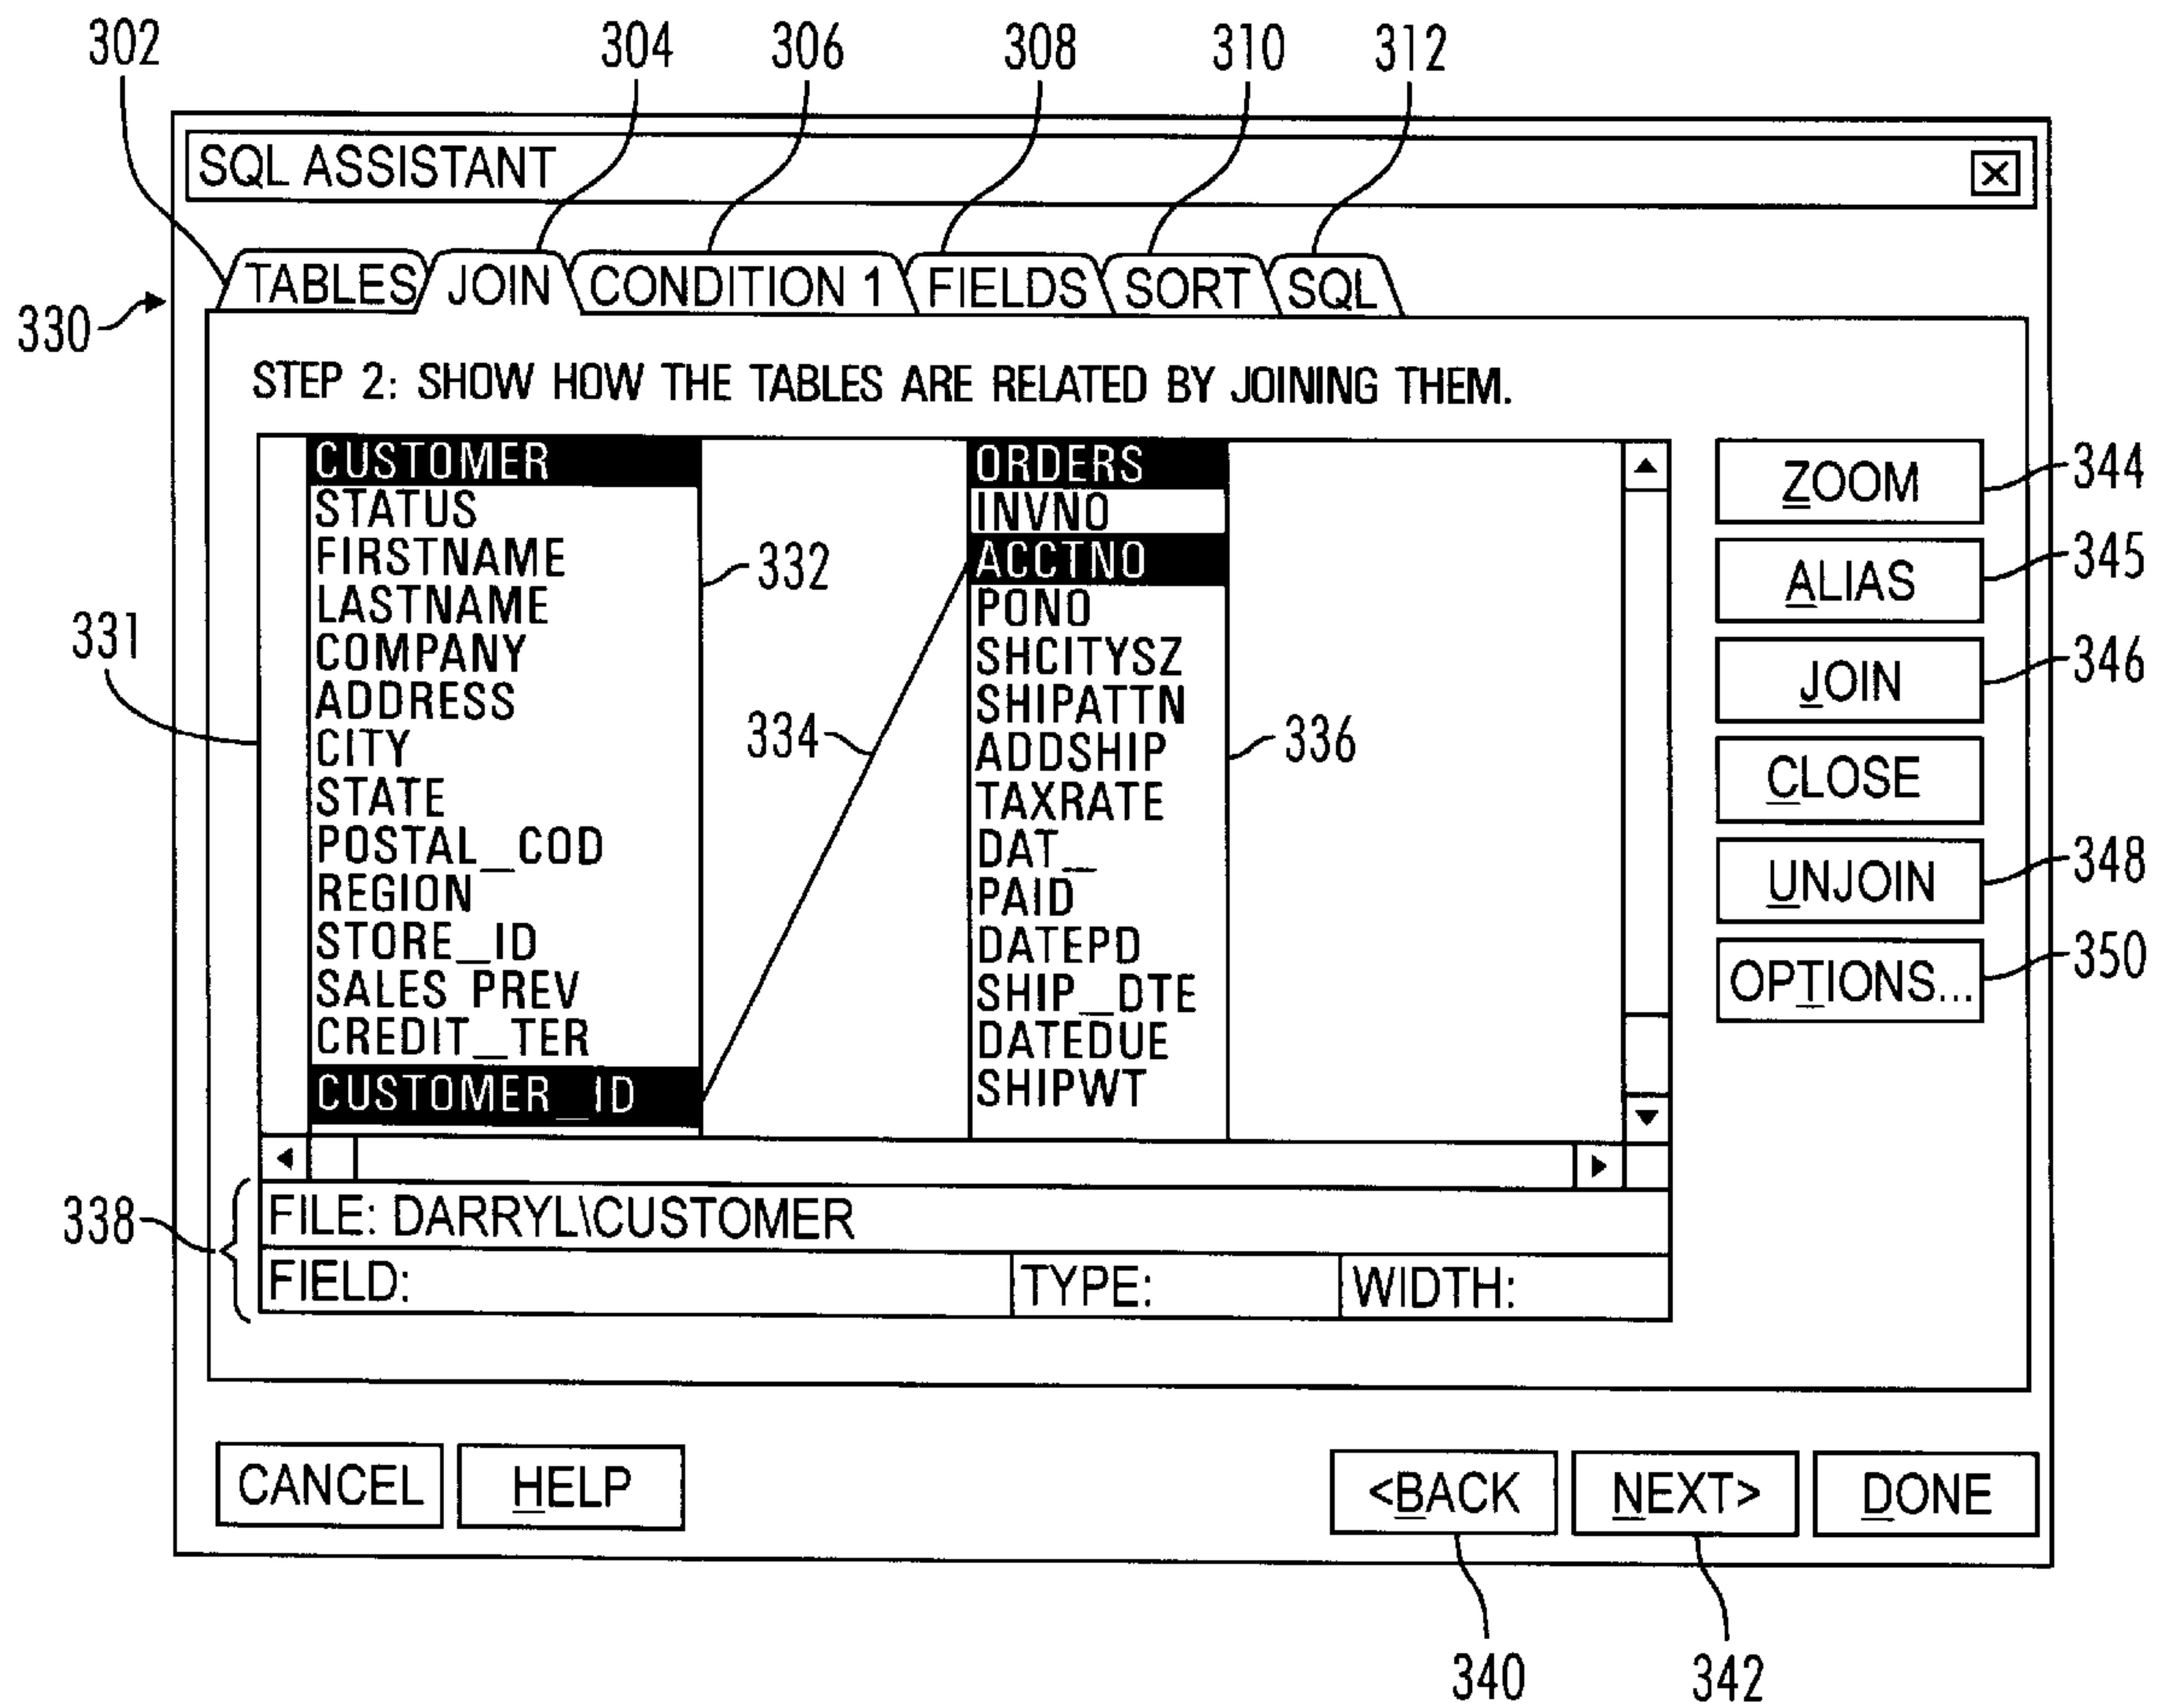 302 304 306 308 310 312
SQL ASSISTANT
TABLES JOIN CONDITION 1 FIELDS SORT SQL
330
STEP 2: SHOW HOW THE TABLES ARE RELATED BY JOINING THEM.
CUSTOMER
STATUS
FIRSTNAME
LASTNAME
COMPANY
ADDRESS
CITY
STATE
POSTAL_COD
REGION
STORE_ID
SALES PREV
CREDIT_TER
CUSTOMER_ID
331
332
334
ORDERS
INVNO
ACCTNO
PONO
SHCITYSZ
SHIPATTN
ADDSHIP
TAXRATE
DAT_
PAID
DATEPD
SHIP_DTE
DATEDUE
SHIPWT
336
ZOOM 344
ALIAS 345
JOIN 346
CLOSE
UNJOIN 348
OPTIONS... 350
338
FILE: DARRYL\CUSTOMER
FIELD: TYPE: WIDTH:
CANCEL HELP <BACK NEXT> DONE
340 342